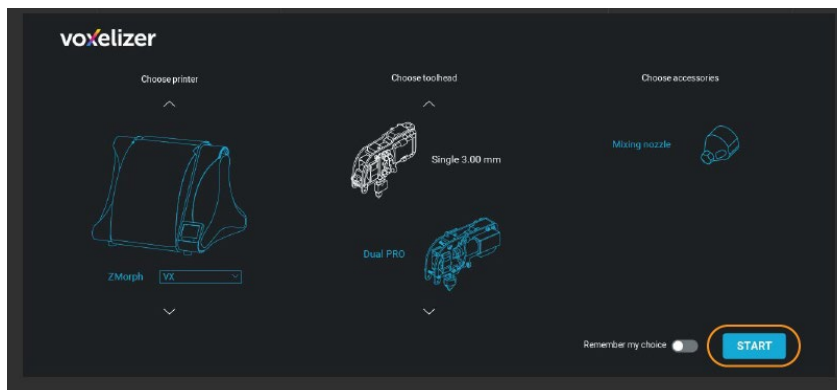 voxelizer
Choose printer
Choose toolhead
Choose accessories
Single 3.00 mm
Mixing nozzle
Dual PRO
ZMorph VX
Remember my choice
START